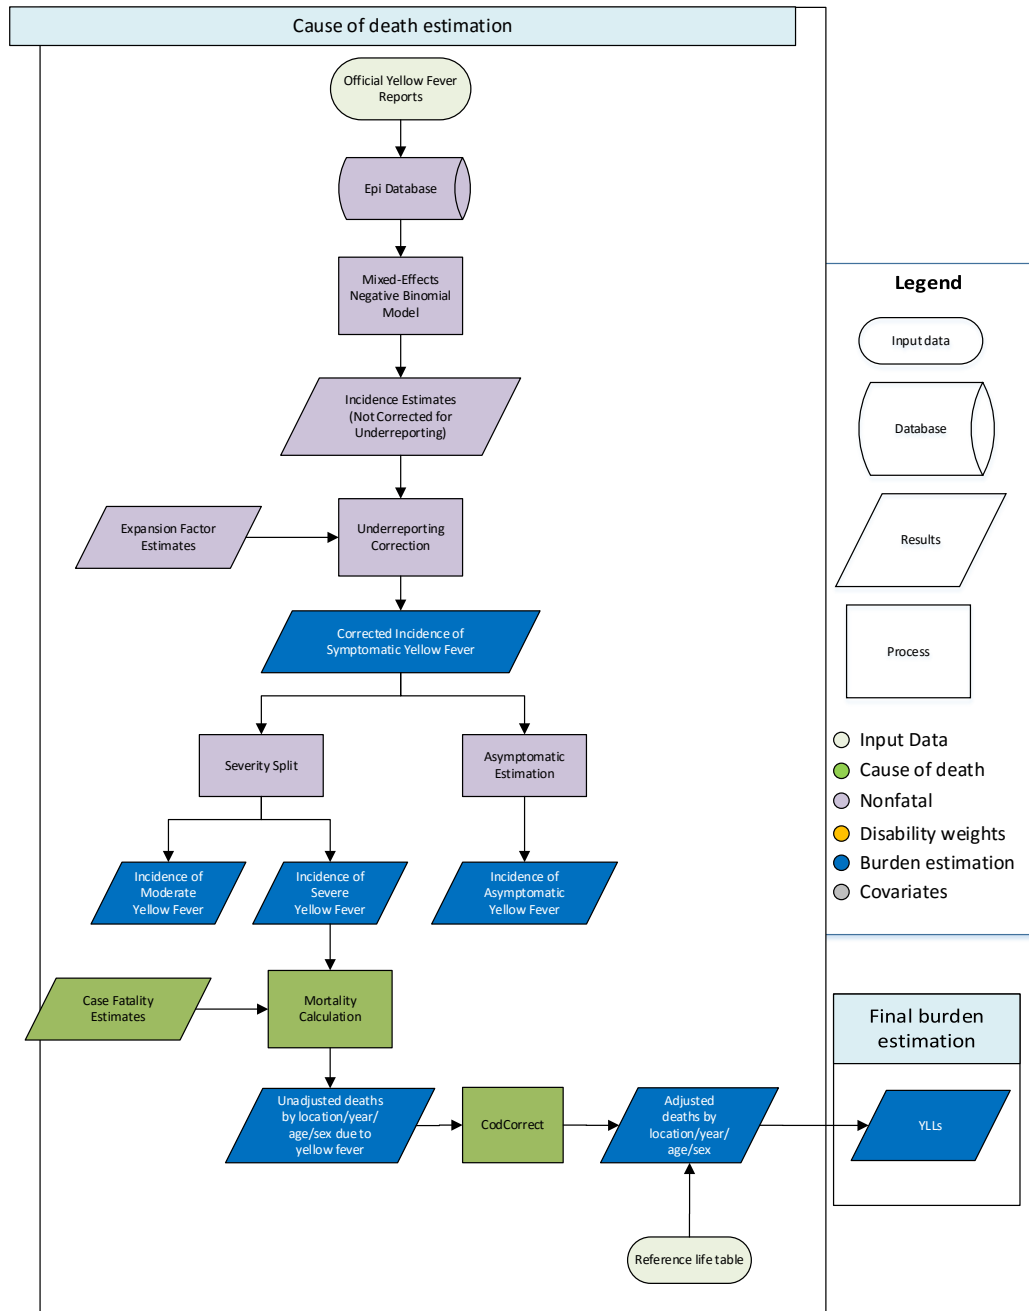 Cause of death estimation
Official Yellow Fever
Reports
Epi Database
Mixed-Effects
Negative Binomial
Model
Incidence Estimates
(Not Corrected for
Underreporting)
Expansion Factor
Estimates
Underreporting
Correction
Corrected Incidence of
Symptomatic Yellow Fever
Severity Split
Asymptomatic
Estimation
Incidence of
Moderate
Yellow Fever
Incidence of
Severe
Yellow Fever
Incidence of
Asymptomatic
Yellow Fever
Case Fatality
Estimates
Mortality
Calculation
Unadjusted deaths
by location/year/
age/sex due to
yellow fever
CodCorrect
Adjusted
deaths by
location/year/
age/sex
Reference life table
Legend
Input data
Database
Results
Process
Input Data
Cause of death
Nonfatal
Disability weights
Burden estimation
Covariates
Final burden
estimation
YLLs